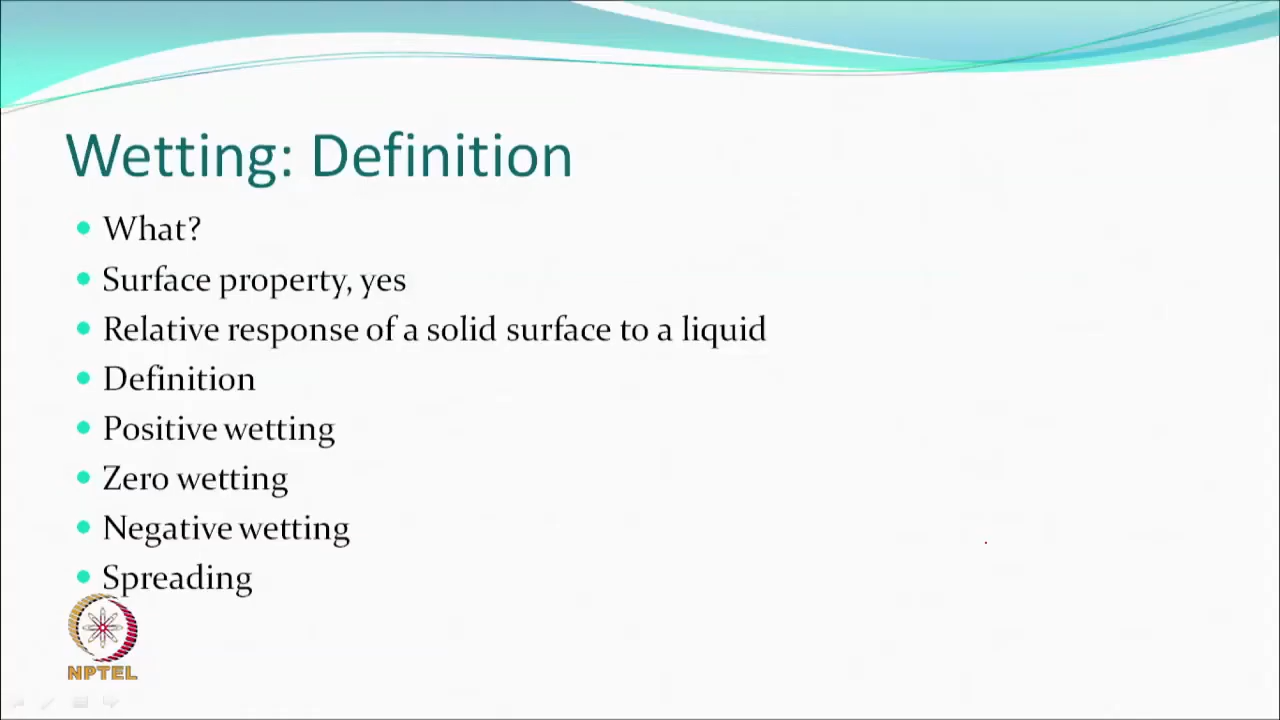 Wetting: Definition
What?
Surface property, yes
Relative response of a solid surface to a liquid
Definition
Positive wetting
Zero wetting
Negative wetting
Spreading
NPTEL